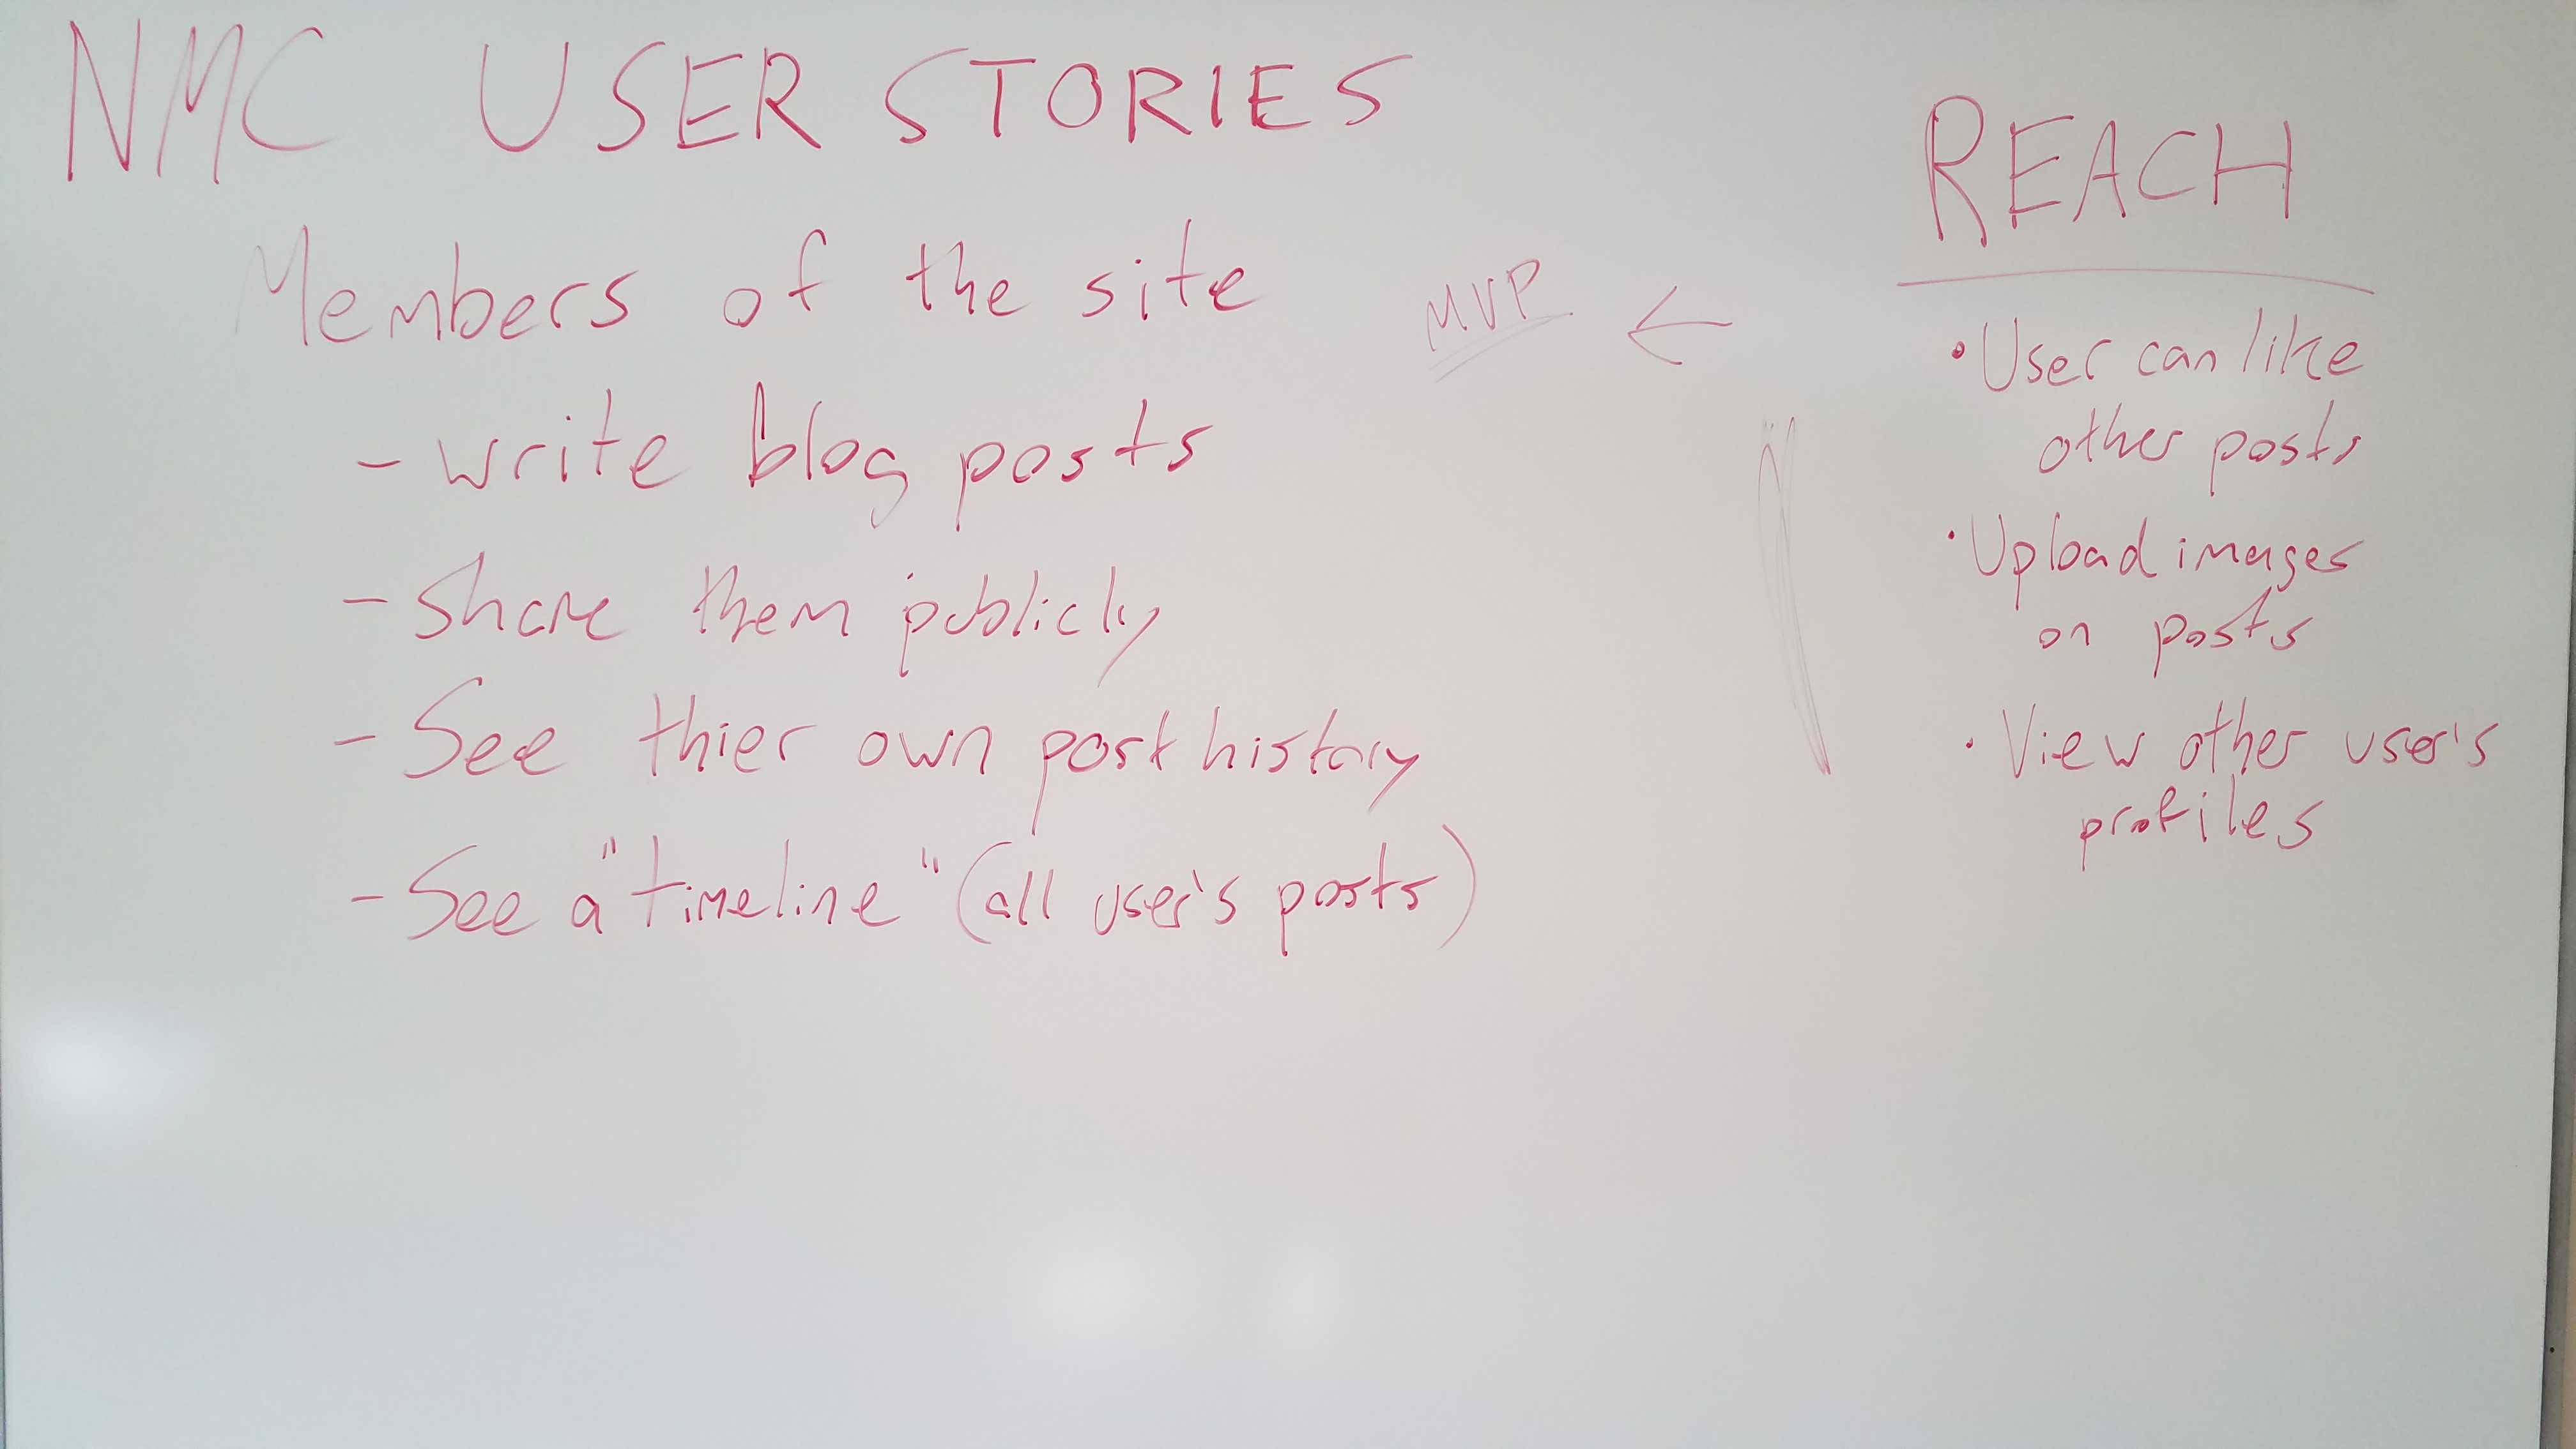 NMC USER STORIES
Members of the site
- write blog posts
- Share them publicly
- See thier own post history
- See a "timeline" (all user's posts)
MVP ←
REACH
• User can like
other posts
• Upload images
on posts
• View other user's
profiles